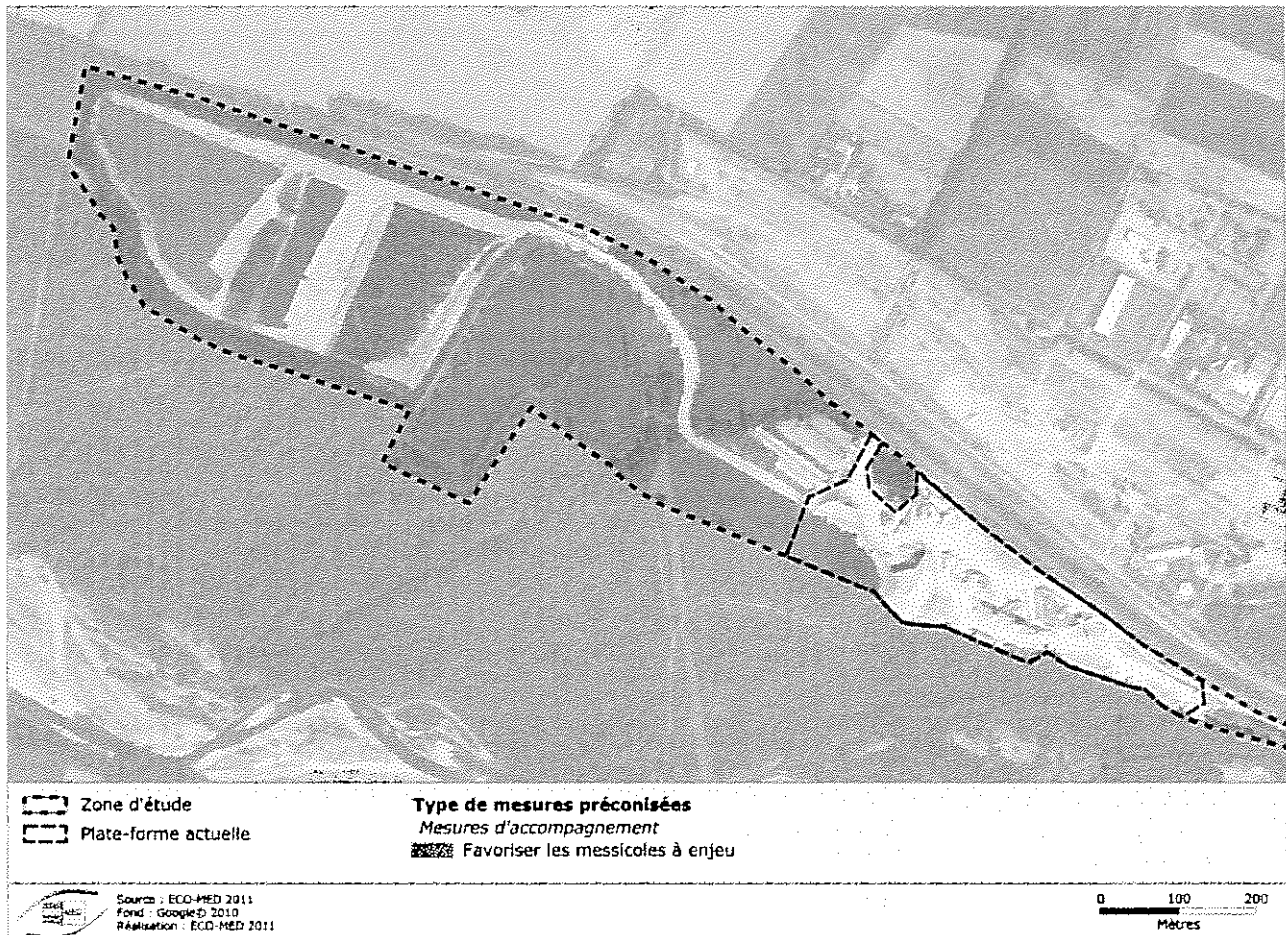 Zone d'étude
Plate-forme actuelle
Type de mesures préconisées
Mesures d'accompagnement
Favoriser les messicoles à enjeu
Source : ECO-MED 2011
Fond : Google© 2010
Réalisation : ECO-MED 2011
0 100 200
Mètres